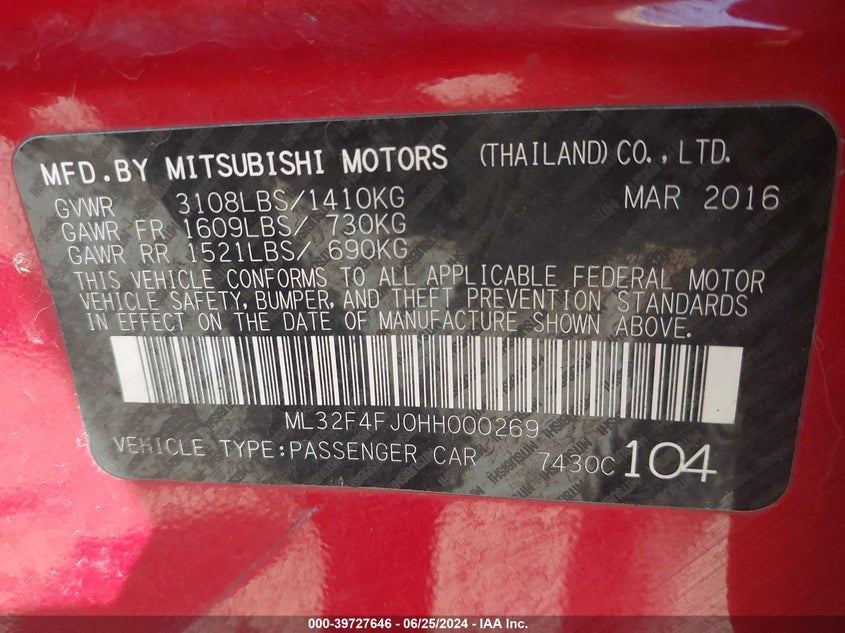 MFD.BY MITSUBISHI MOTORS (THAILAND) CO., LTD.
GVWR 3108LBS/1410KG MAR 2016
GAWR FR 1609LBS/ 730KG
GAWR RR 1521LBS/ 690KG
THIS VEHICLE CONFORMS TO ALL APPLICABLE FEDERAL MOTOR
VEHICLE SAFETY, BUMPER, AND THEFT PREVENTION STANDARDS
IN EFFECT ON THE DATE OF MANUFACTURE SHOWN ABOVE.
ML32F4FJ0HH000269
VEHICLE TYPE:PASSENGER CAR 7430C 104
000-39727646 - 06/25/2024 - IAA Inc.